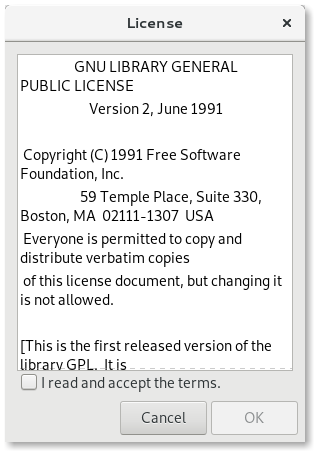 License
GNU LIBRARY GENERAL
PUBLIC LICENSE
Version 2, June 1991
Copyright (C) 1991 Free Software
Foundation, Inc.
59 Temple Place, Suite 330,
Boston, MA  02111-1307  USA
Everyone is permitted to copy and
distribute verbatim copies
of this license document, but changing it
is not allowed.
[This is the first released version of the
library GPL.  It is
I read and accept the terms.
Cancel
OK